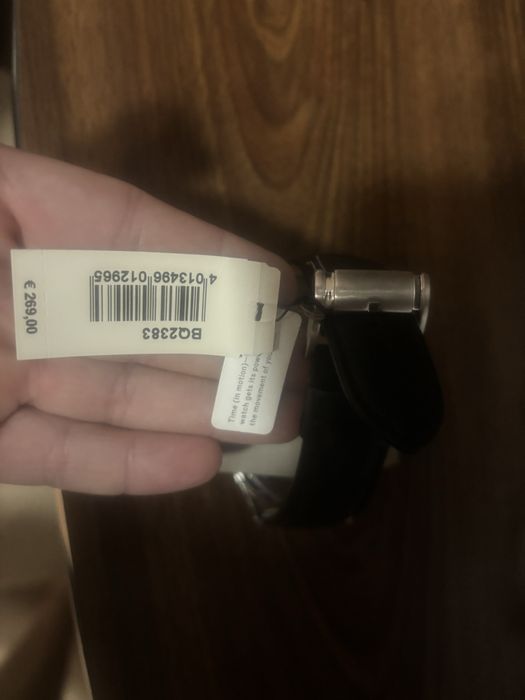 BQ2383
4 013496 012965
€ 269,00
Time (in motion)–
watch gets its pow
the movement of yo